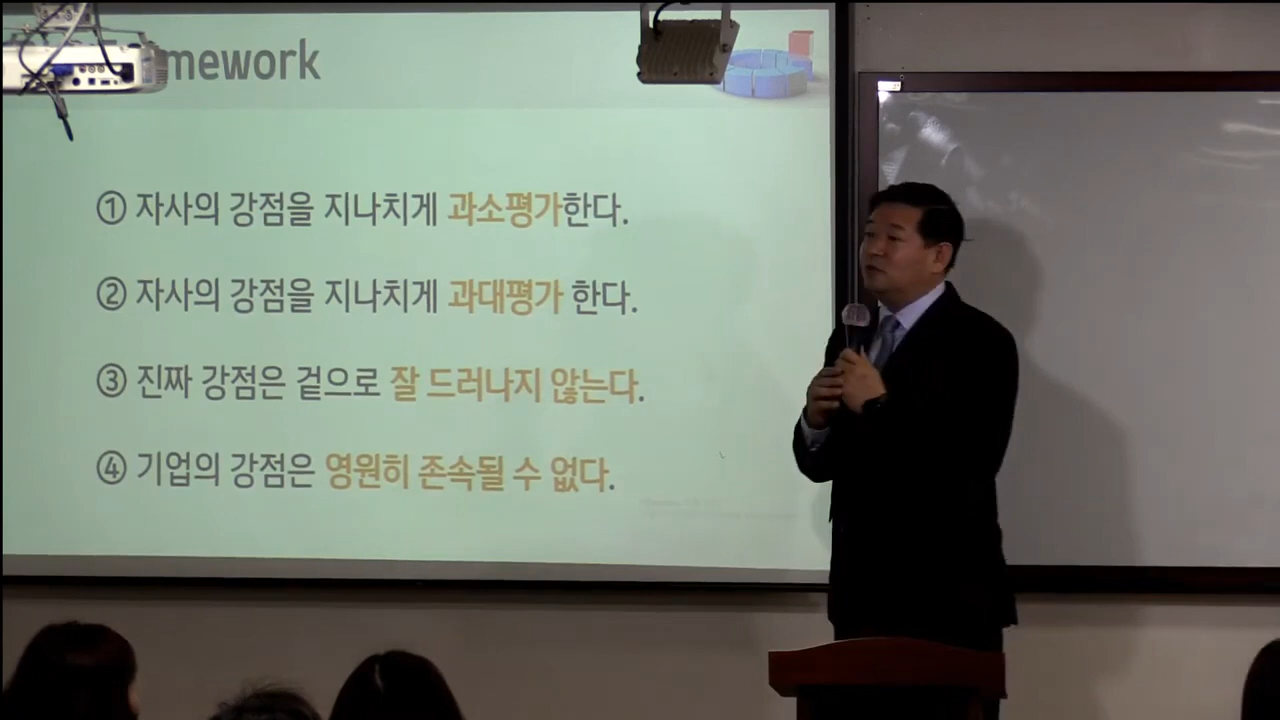 mework
① 자사의 강점을 지나치게 과소평가한다.
② 자사의 강점을 지나치게 과대평가 한다.
③ 진짜 강점은 겉으로 잘 드러나지 않는다.
④ 기업의 강점은 영원히 존속될 수 없다.